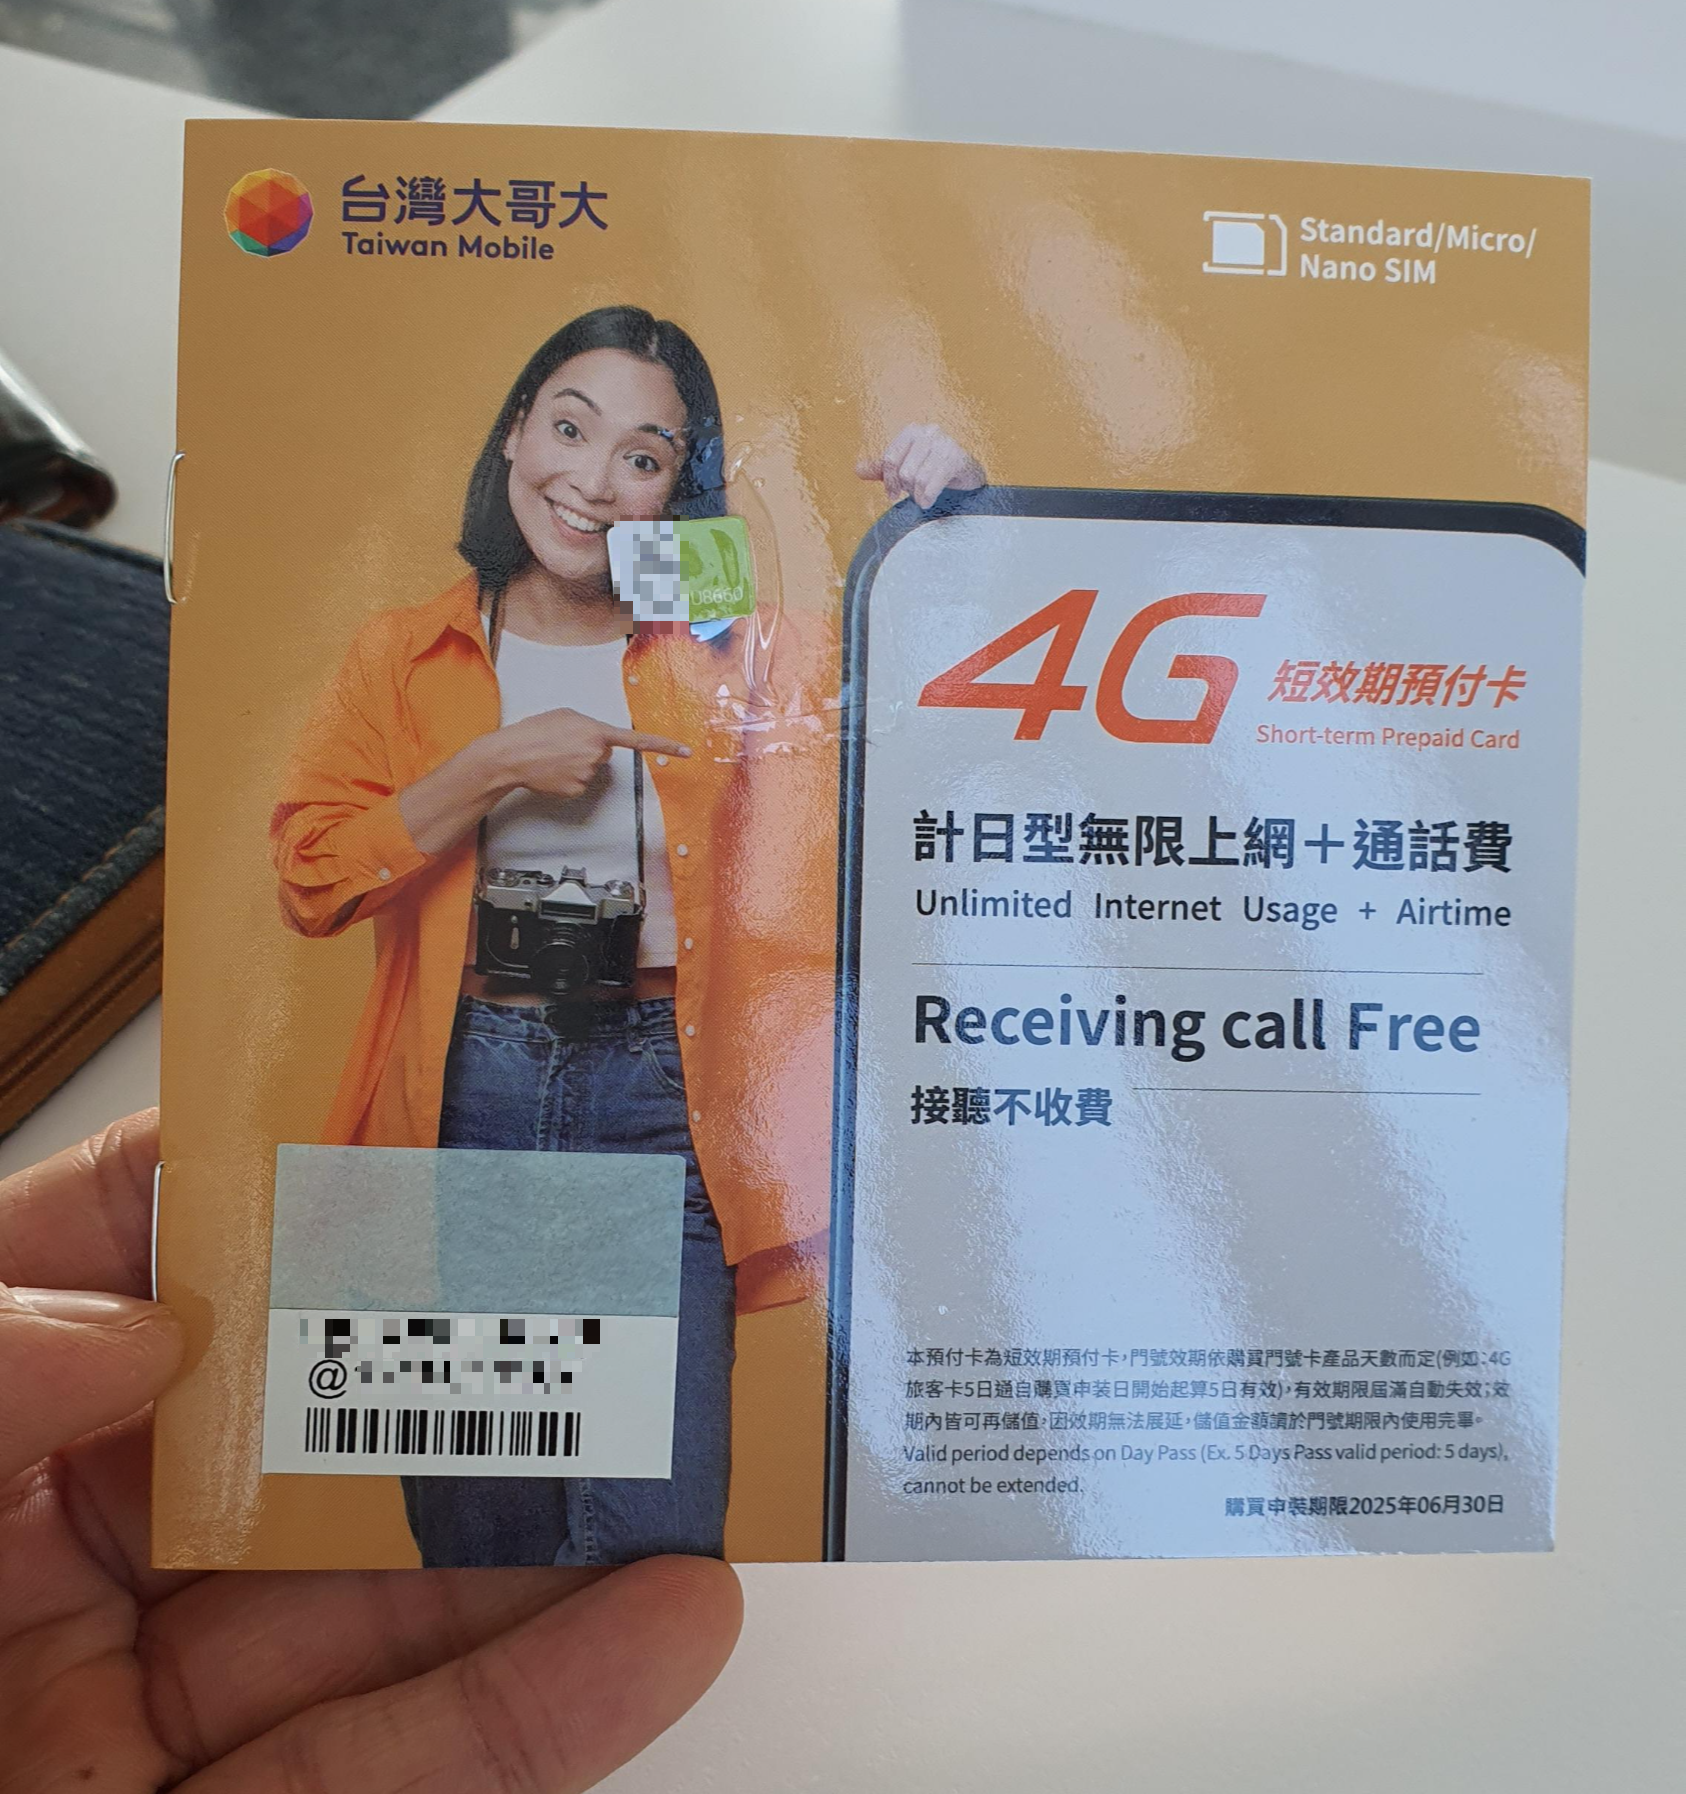 台灣大哥大
Taiwan Mobile
Standard/Micro/
Nano SIM
U8660
4G 短效期預付卡
Short-term Prepaid Card
計日型無限上網＋通話費
Unlimited Internet Usage + Airtime
Receiving call Free
接聽不收費
@
本預付卡為短效期預付卡，門號效期依購買門號卡產品天數而定(例如：4G
旅客卡5日適自購買申裝日開始起算5日有效)，有效期限屆滿自動失效；效
期內皆可再儲值，因效期無法展延，儲值金額請於門號期限內使用完畢。
Valid period depends on Day Pass (Ex. 5 Days Pass valid period: 5 days),
cannot be extended.
購買申裝期限2025年06月30日